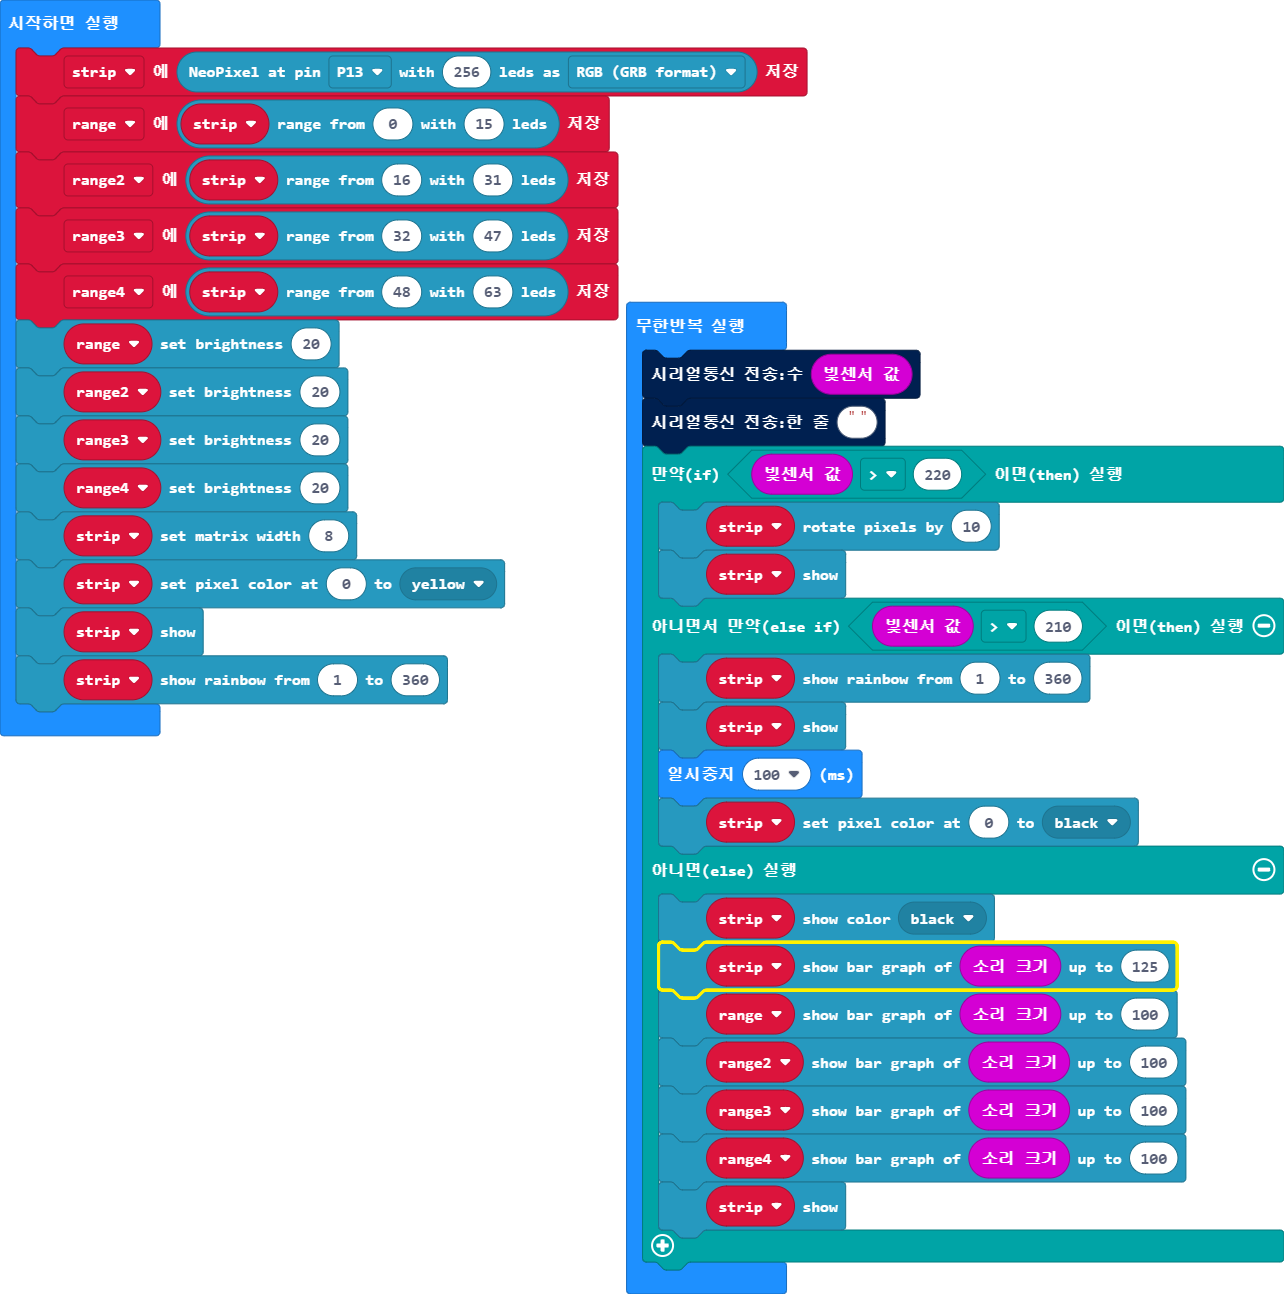 시작하면 실행
strip 에 NeoPixel at pin P13 with 256 leds as RGB (GRB format) 저장
range 에 strip range from 0 with 15 leds 저장
range2 에 strip range from 16 with 31 leds 저장
range3 에 strip range from 32 with 47 leds 저장
range4 에 strip range from 48 with 63 leds 저장
range set brightness 20
range2 set brightness 20
range3 set brightness 20
range4 set brightness 20
strip set matrix width 8
strip set pixel color at 0 to yellow
strip show
strip show rainbow from 1 to 360
무한반복 실행
시리얼통신 전송:수 빛센서 값
시리얼통신 전송:한 줄 " "
만약(if) 빛센서 값 > 220 이면(then) 실행
strip rotate pixels by 10
strip show
아니면서 만약(else if) 빛센서 값 > 210 이면(then) 실행
strip show rainbow from 1 to 360
strip show
일시중지 100 (ms)
strip set pixel color at 0 to black
아니면(else) 실행
strip show color black
strip show bar graph of 소리 크기 up to 125
range show bar graph of 소리 크기 up to 100
range2 show bar graph of 소리 크기 up to 100
range3 show bar graph of 소리 크기 up to 100
range4 show bar graph of 소리 크기 up to 100
strip show